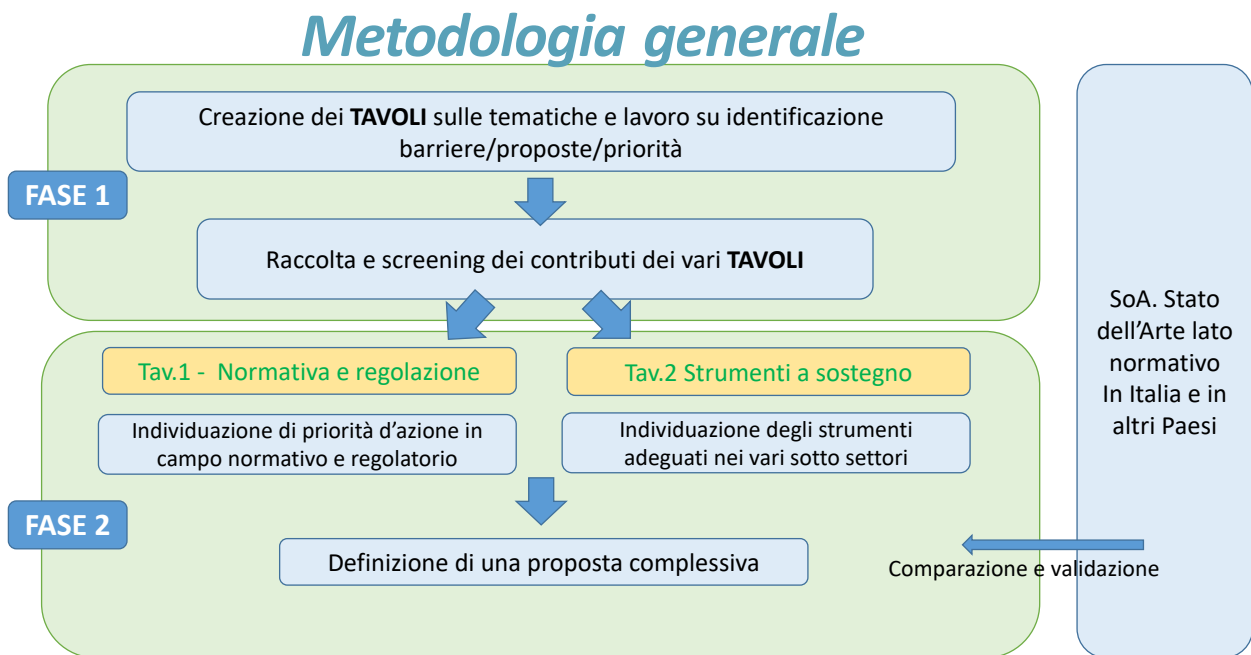 Metodologia generale
Creazione dei TAVOLI sulle tematiche e lavoro su identificazione
barriere/proposte/priorità
FASE 1
Raccolta e screening dei contributi dei vari TAVOLI
Tav.1 -  Normativa e regolazione
Tav.2 Strumenti a sostegno
Individuazione di priorità d’azione in
campo normativo e regolatorio
Individuazione degli strumenti
adeguati nei vari sotto settori
FASE 2
Definizione di una proposta complessiva
SoA. Stato
dell’Arte lato
normativo
In Italia e in
altri Paesi
Comparazione e validazione